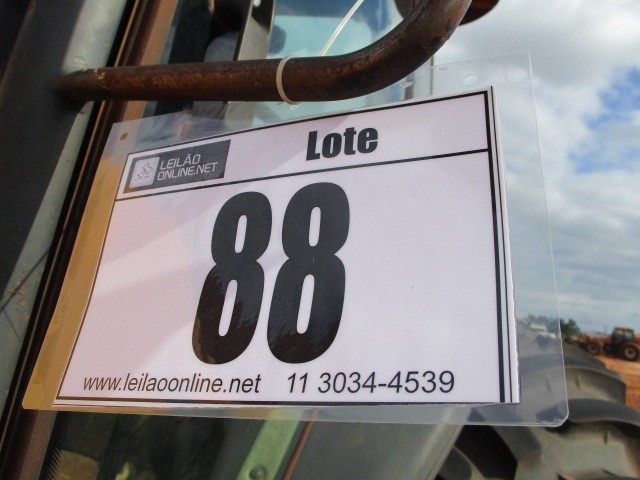 LEILÃO
ONLINE.NET
Lote
88
www.leilaoonline.net 11 3034-4539